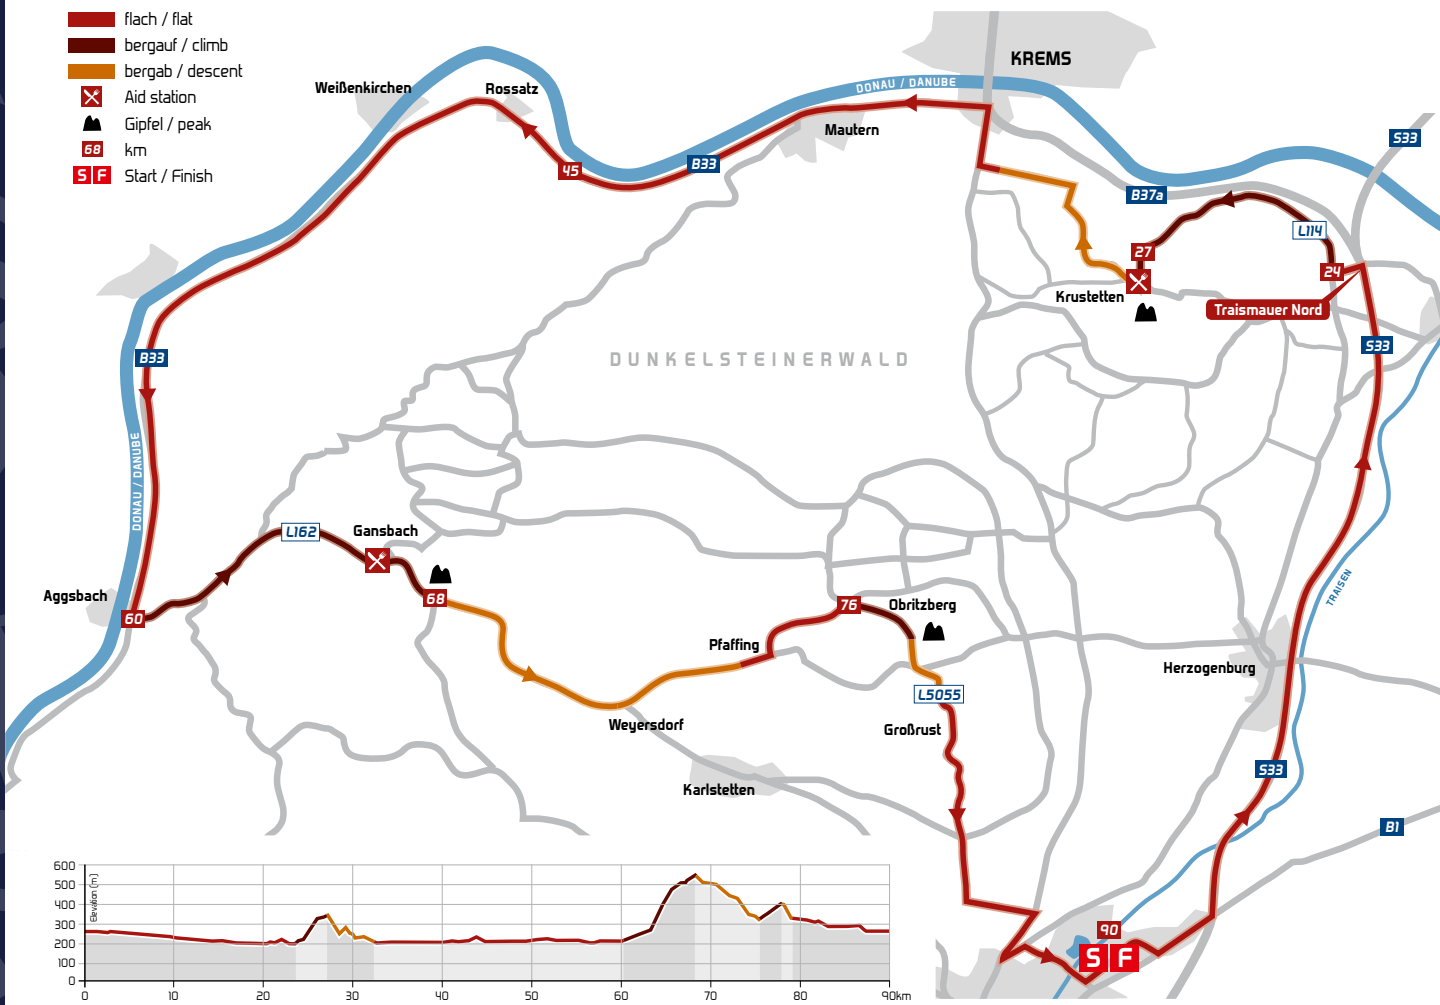 flach / flat
bergauf / climb
bergab / descent
Aid station
Gipfel / peak
68 km
S F Start / Finish
KREMS
Weißenkirchen
Rossatz
DONAU / DANUBE
Mautern
S33
45
B33
B37a
L114
27
24
Krustetten
Traismauer Nord
B33
DUNKELSTEINERWALD
S33
DONAU / DANUBE
L162
Gansbach
Aggsbach
60
68
76
Obritzberg
TRAISEN
Pfaffing
Herzogenburg
L5055
Weyersdorf
Großrust
S33
Karlstetten
B1
90
S F
600
500
400
300
200
100
0
Elevation (m)
0 10 20 30 40 50 60 70 80 90km